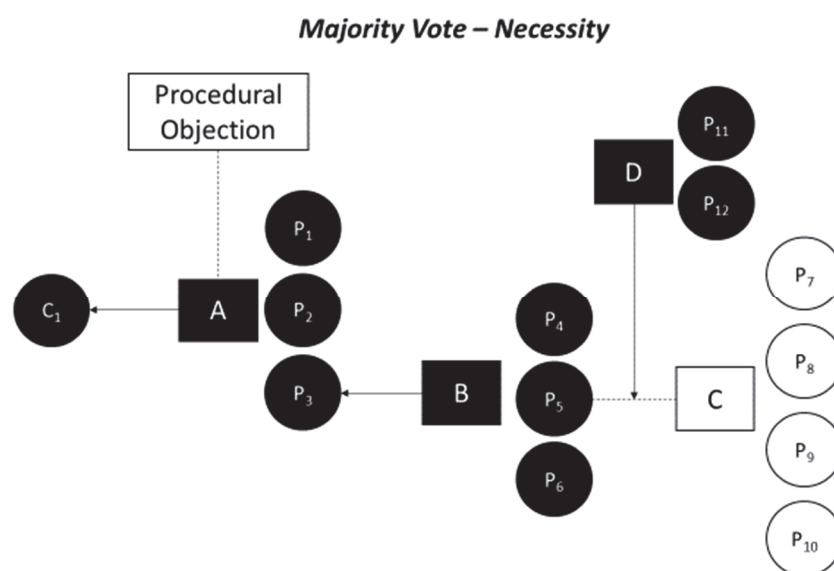 Majority Vote – Necessity
Procedural
Objection
P11
D
P12
P1
P7
C1
A
P2
P4
P8
P3
B
P5
C
P9
P6
P10